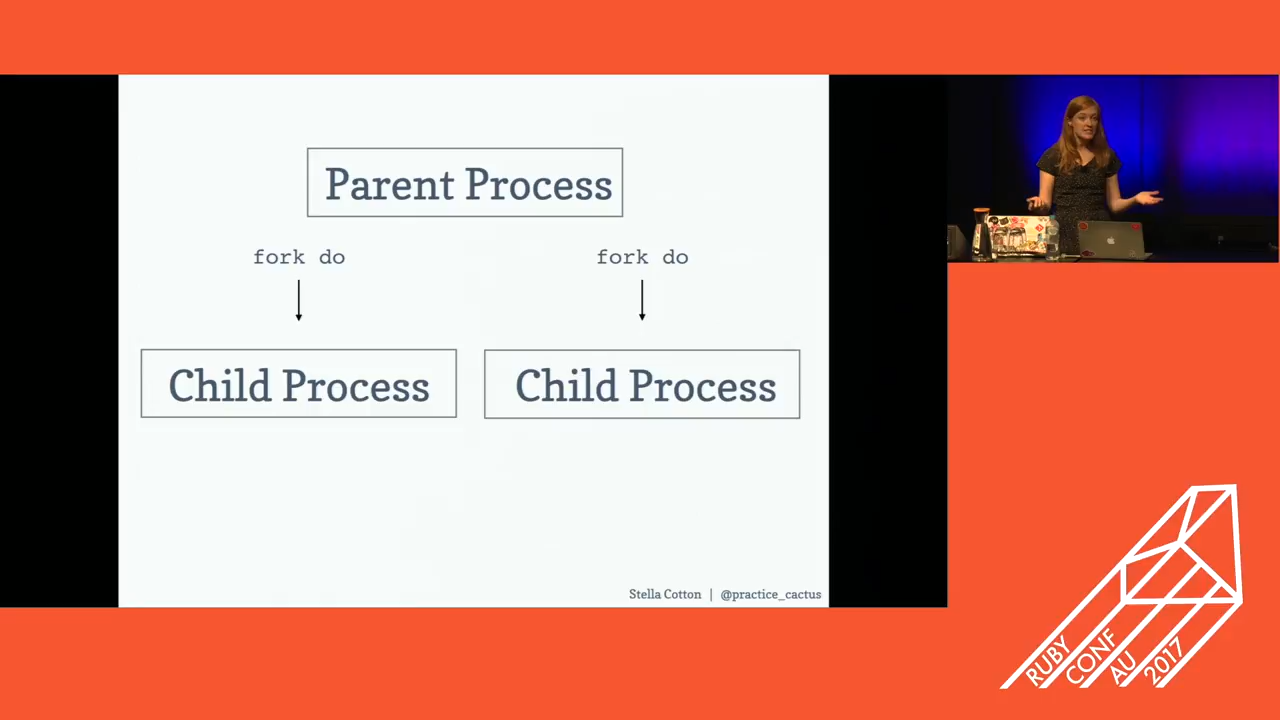 Parent Process
fork do
fork do
Child Process
Child Process
Stella Cotton | @practice_cactus
RUBY
CONF
AU
2017